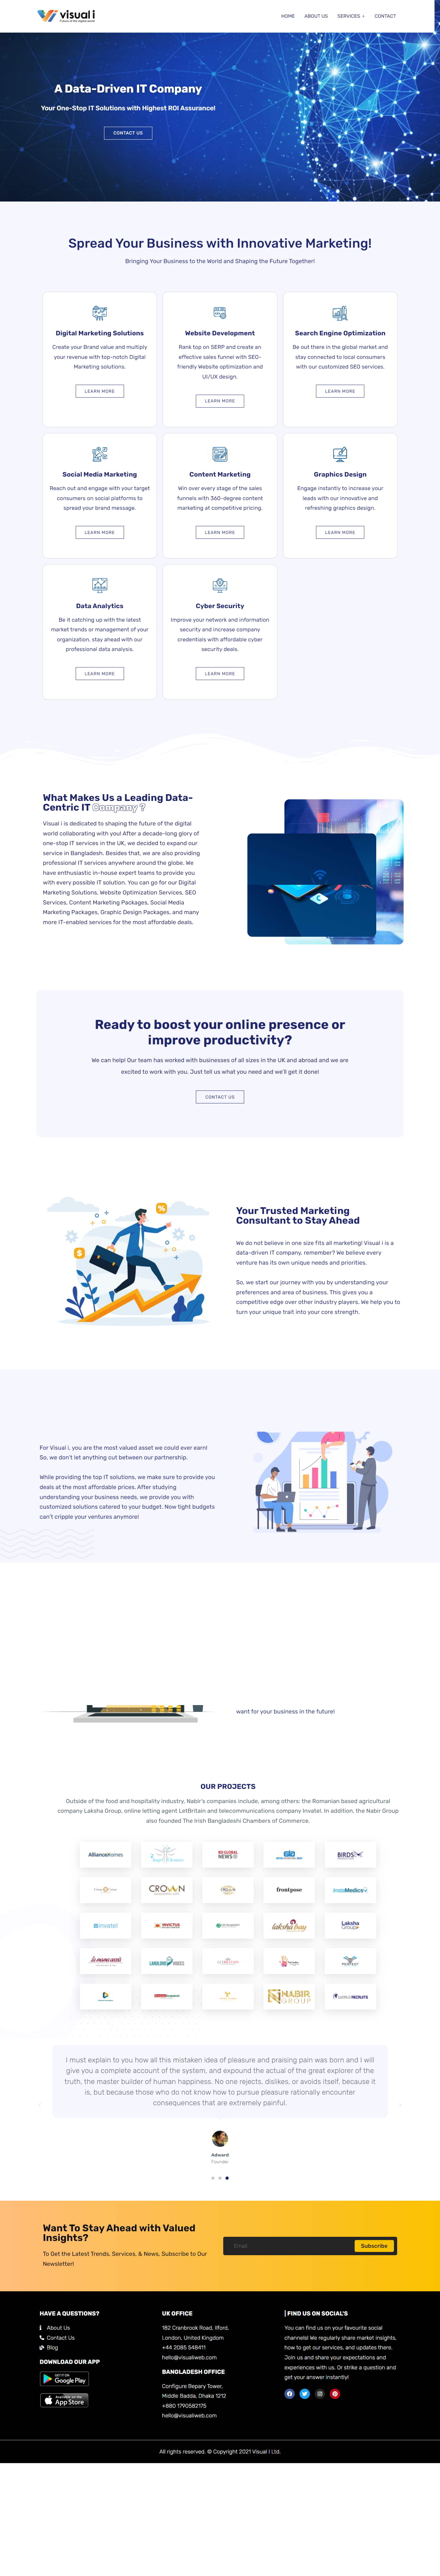 visual i
Future of the digital world
HOME ABOUT US SERVICES CONTACT
A Data-Driven IT Company
Your One-Stop IT Solutions with Highest ROI Assurance!
CONTACT US
Spread Your Business with Innovative Marketing!
Bringing Your Business to the World and Shaping the Future Together!
Digital Marketing Solutions
Create your Brand value and multiply
your revenue with top-notch Digital
Marketing solutions.
LEARN MORE
Website Development
Rank top on SERP and create an
effective sales funnel with SEO-
friendly Website optimization and
UI/UX design.
LEARN MORE
Search Engine Optimization
Be out there in the global market and
stay connected to local consumers
with our customized SEO services.
LEARN MORE
Social Media Marketing
Reach out and engage with your target
consumers on social platforms to
spread your brand message.
LEARN MORE
Content Marketing
Win over every stage of the sales
funnels with 360-degree content
marketing at competitive pricing.
LEARN MORE
Graphics Design
Engage instantly to increase your
leads with our innovative and
refreshing graphics design.
LEARN MORE
Data Analytics
Be it catching up with the latest
market trends or management of your
organization, stay ahead with our
professional data analysis.
LEARN MORE
Cyber Security
Improve your network and information
security and increase company
credentials with affordable cyber
security deals.
LEARN MORE
What Makes Us a Leading Data-
Centric IT Company ?
Visual i is dedicated to shaping the future of the digital
world collaborating with you! After a decade-long glory of
one-stop IT services in the UK, we decided to expand our
service in Bangladesh. Besides that, we are also providing
professional IT services anywhere around the globe. We
have enthusiastic in-house expert teams to provide you
with every possible IT solution. You can go for our Digital
Marketing Solutions, Website Optimization Services, SEO
Services, Content Marketing Packages, Social Media
Marketing Packages, Graphic Design Packages, and many
more IT-enabled services for the most affordable deals.
Ready to boost your online presence or
improve productivity?
We can help! Our team has worked with businesses of all sizes in the UK and abroad and we are
excited to work with you. Just tell us what you need and we'll get it done!
CONTACT US
Your Trusted Marketing
Consultant to Stay Ahead
We do not believe in one size fits all marketing! Visual i is a
data-driven IT company, remember? We believe every
venture has its own unique needs and priorities.
So, we start our journey with you by understanding your
preferences and area of business. This gives you a
competitive edge over other industry players. We help you to
turn your unique trait into your core strength.
For Visual i, you are the most valued asset we could ever earn!
So, we don't let anything out between our partnership.
While providing the top IT solutions, we make sure to provide you
deals at the most affordable prices. After studying
understanding your business needs, we provide you with
customized solutions catered to your budget. Now tight budgets
can't cripple your ventures anymore!
want for your business in the future!
OUR PROJECTS
Outside of the food and hospitality industry, Nabir's companies include, among others: the Romanian based agricultural
company Laksha Group, online letting agent LetBritain and telecommunications company Invatel. In addition, the Nabir Group
also founded The Irish Bangladeshi Chambers of Commerce.
AllianceHomes
BD GLOBAL
NEWS
BIRDS
CROWN
CROWN
frontpose
InstaMedics
invatel
INVICTUS
laksha bay
Laksha
Group
la mama assti
LANDLORD VOICES
LETBRITAIN
PERFECT
NABIR
GROUP
WORLD RECRUITS
I must explain to you how all this mistaken idea of pleasure and praising pain was born and I will
give you a complete account of the system, and expound the actual of the great explorer of the
truth, the master builder of human happiness. No one rejects, dislikes, or avoids itself, because it
is, but because those who do not know how to pursue pleasure rationally encounter
consequences that are extremely painful.
Adward
Founder
Want To Stay Ahead with Valued
Insights?
To Get the Latest Trends, Services, & News, Subscribe to Our
Newsletter!
Email
Subscribe
HAVE A QUESTIONS?
About Us
Contact Us
Blog
DOWNLOAD OUR APP
GET IT ON
Google Play
Available on the
App Store
UK OFFICE
182 Cranbrook Road, Ilford,
London, United Kingdom
+44 2085 548411
hello@visualiweb.com
BANGLADESH OFFICE
Configure Bepary Tower,
Middle Badda, Dhaka 1212
+880 1790582175
hello@visualiweb.com
| FIND US ON SOCIAL'S
You can find us on your favourite social
channels! We regularly share market insights,
how to get our services, and updates there.
Join us and share your expectations and
experiences with us. Or strike a question and
get your answer instantly!
All rights reserved. © Copyright 2021 Visual I Ltd.